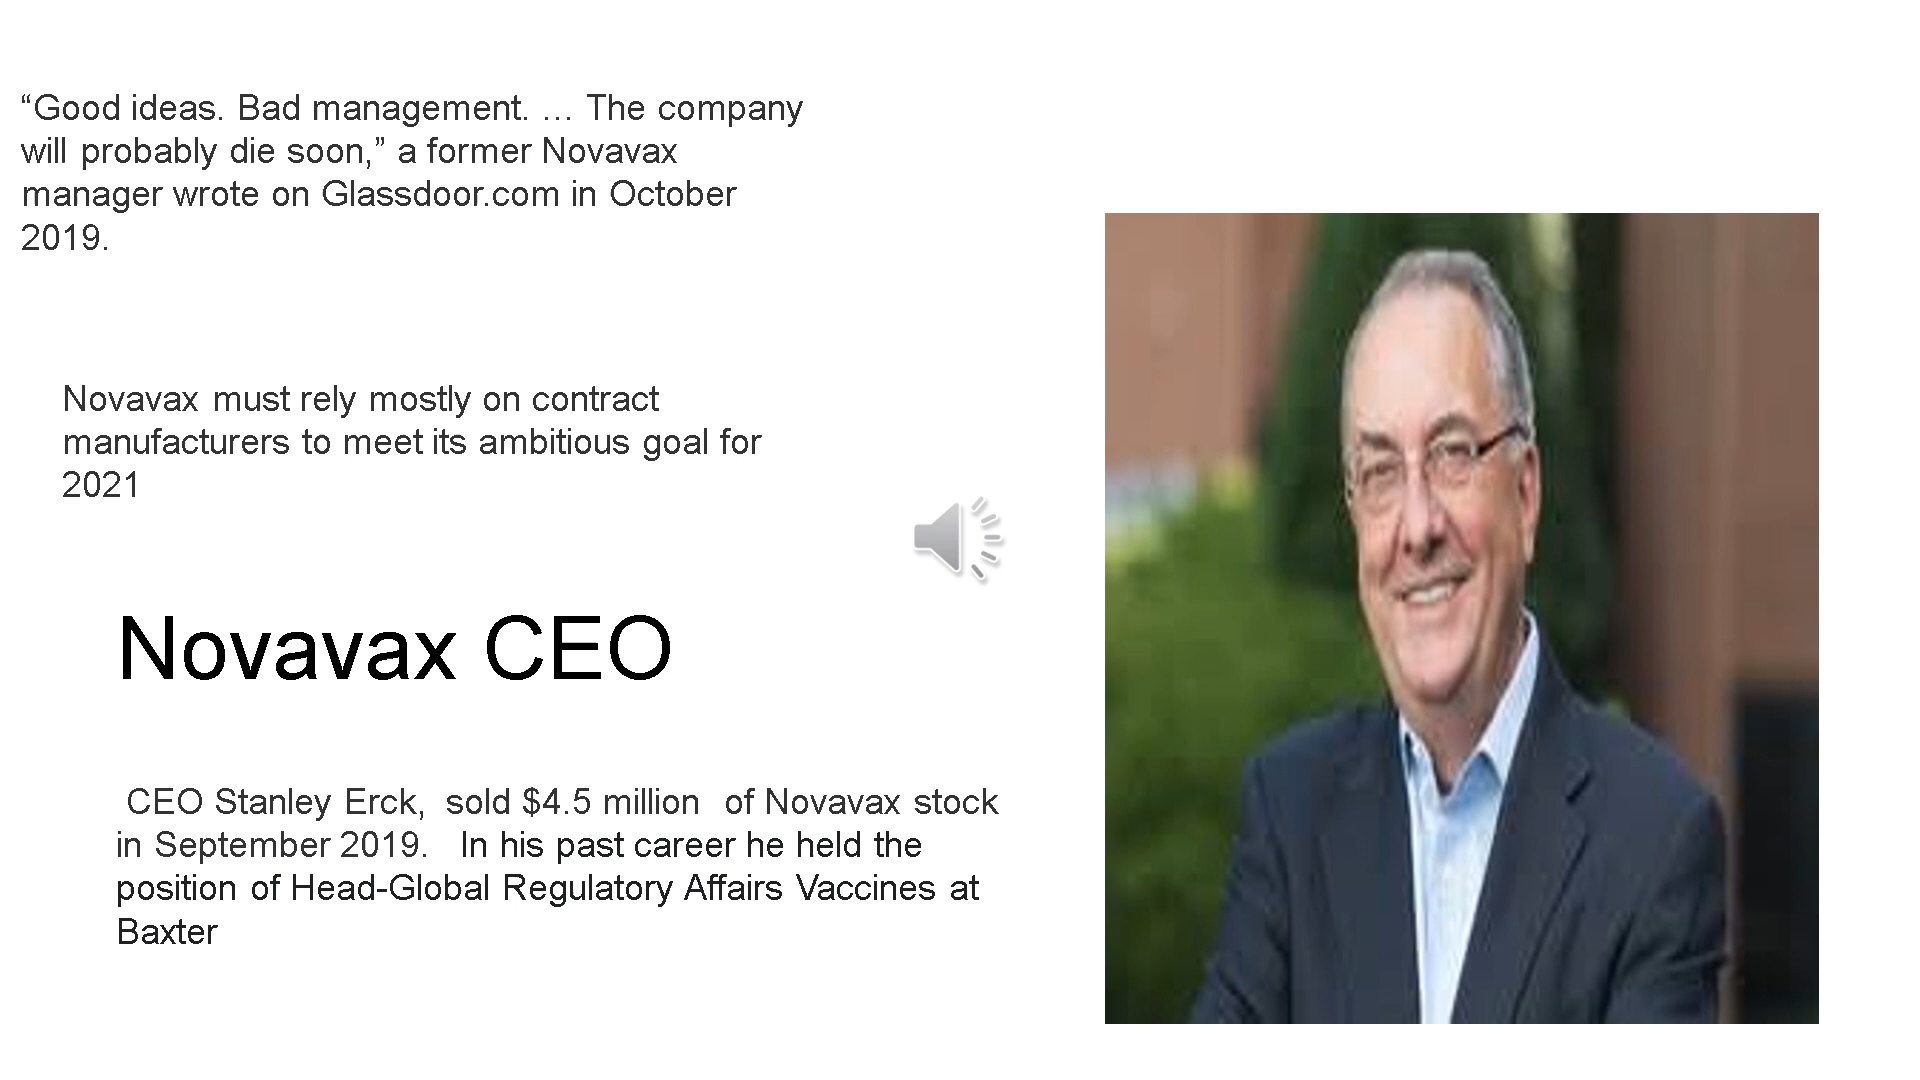 “Good ideas. Bad management. … The company
will probably die soon,” a former Novavax
manager wrote on Glassdoor.com in October
2019.
Novavax must rely mostly on contract
manufacturers to meet its ambitious goal for
2021
Novavax CEO
CEO Stanley Erck, sold $4.5 million of Novavax stock
in September 2019. In his past career he held the
position of Head-Global Regulatory Affairs Vaccines at
Baxter